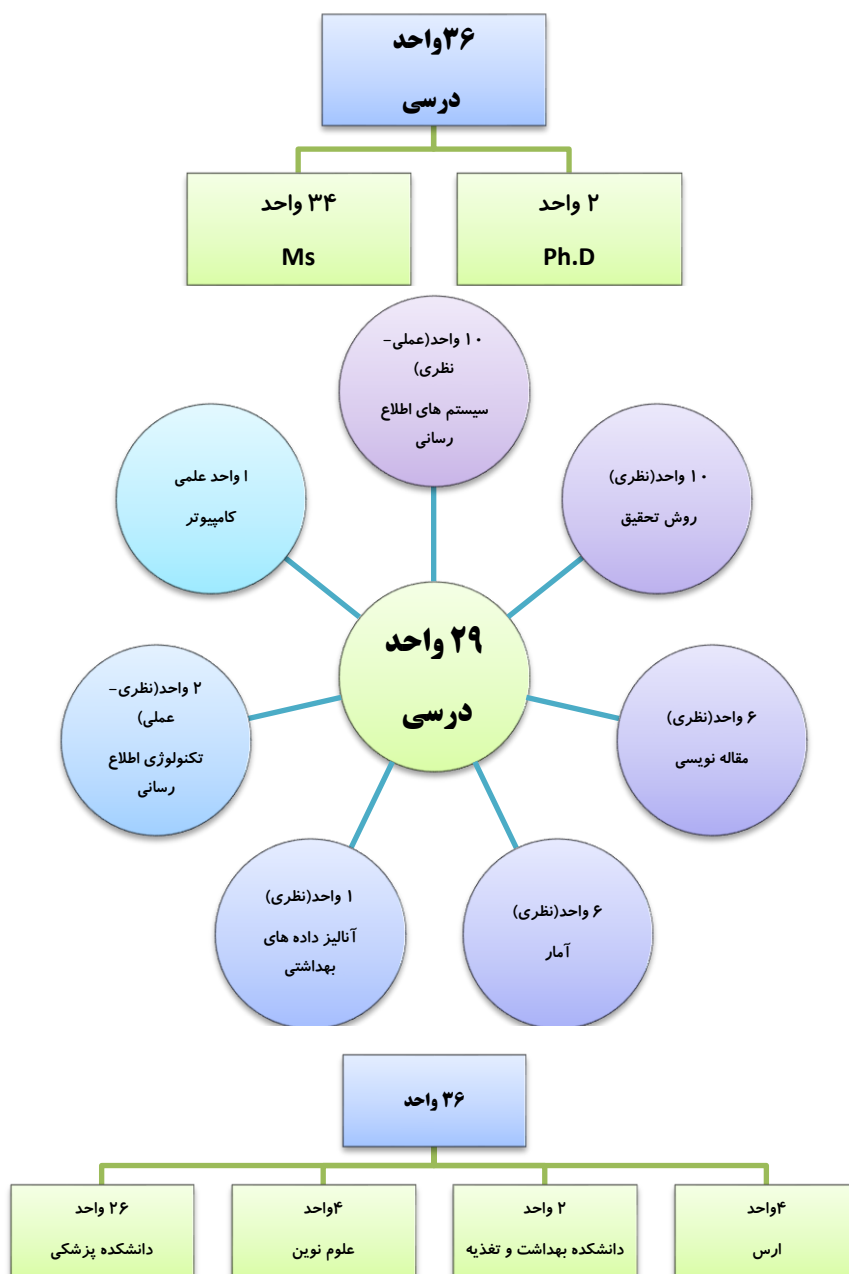 ۳۶واحد
درسی
۳۴ واحد
Ms
۲ واحد
Ph.D
۱۰ واحد(عملی-
نظری)
سیستم های اطلاع
رسانی
۱۰ واحد(نظری)
روش تحقیق
۶ واحد(نظری)
مقاله نویسی
۶ واحد(نظری)
آمار
۱ واحد(نظری)
آنالیز داده های
بهداشتی
۲ واحد(نظری-
عملی)
تکنولوژی اطلاع
رسانی
ا واحد علمی
کامپیوتر
۲۹ واحد
درسی
۳۶ واحد
۲۶ واحد
دانشکده پزشکی
۴واحد
علوم نوین
۲ واحد
دانشکده بهداشت و تغذیه
۴واحد
ارس